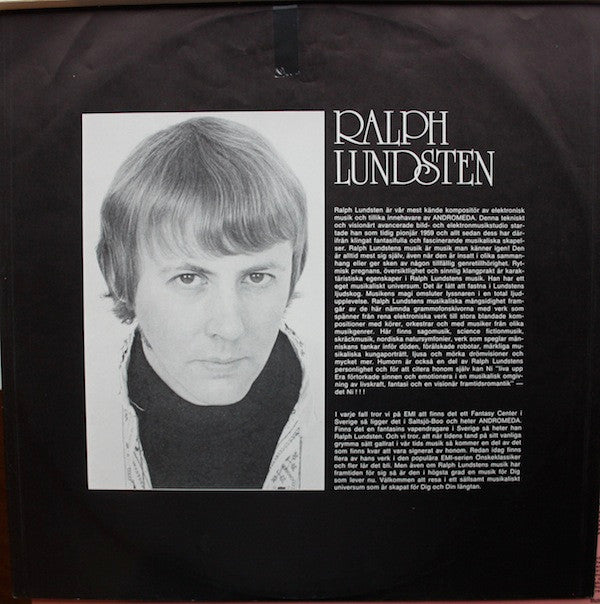 RALPH
LUNDSTEN
Ralph Lundsten är vår mest kände kompositör av elektronisk
musik och tillika innehavare av ANDROMEDA. Denna tekniskt
och visionärt avancerade bild- och elektronmusikstudio star-
tade han som tidig pionjär 1959 och allt sedan dess har där-
ifrån klingat fantasifulla och fascinerande musikaliska skapel-
ser. Ralph Lundstens musik är musik man känner igen! Den
är alltid mest sig själv, även när den är insatt i olika samman-
hang eller ger sken av någon tillfällig genretillhörighet. Ryt-
misk pregnans, översiktlighet och sinnlig klangprakt är karak-
täristiska egenskaper i Ralph Lundstens musik. Han har ett
eget musikaliskt universum. Det är lätt att fastna i Lundstens
ljudskog. Musikens magi omsluter lyssnaren i en total ljud-
upplevelse. Ralph Lundstens musikaliska mångsidighet fram-
går av de här nämnda grammofonskivorna med verk som
spänner från rena elektroniska verk till stora blandade kom-
positioner med körer, orkestrar och med musiker från olika
musikgenrer. Här finns sagomusik, science fictionmusik,
skräckmusik, nordiska natursymfonier, verk som speglar män-
niskans tankar inför döden, förälskade robotar, märkliga mu-
sikaliska kungaporträtt, ljusa och mörka drömvisioner och
mycket mer. Humorn är också en del av Ralph Lundstens
personlighet och för att citera honom själv kan Ni "liva upp
Era förtorkade sinnen och emotionera i en musikalisk omgiv-
ning av livskraft, fantasi och en visionär framtidsromantik" —
det Ni!!!
I varje fall tror vi på EMI att finns det ett Fantasy Center i
Sverige så ligger det i Saltsjö-Boo och heter ANDROMEDA.
Finns det en fantasins vapendragare i Sverige så heter han
Ralph Lundsten. Och vi tror, att när tidens land på sitt vanliga
grymma sätt gallrat i vår tids musik så kommer en del av det
som finns kvar att vara signerat av honom. Redan idag finns
flera av hans verk i den populära EMI-serien Önskeklassiker
och fler lär det bli. Men även om Ralph Lundstens musik har
framtiden för sig så är den i högsta grad en musik för Dig
som lever nu. Välkommen att resa i ett sällsamt musikaliskt
universum som är skapat för Dig och Din längtan.